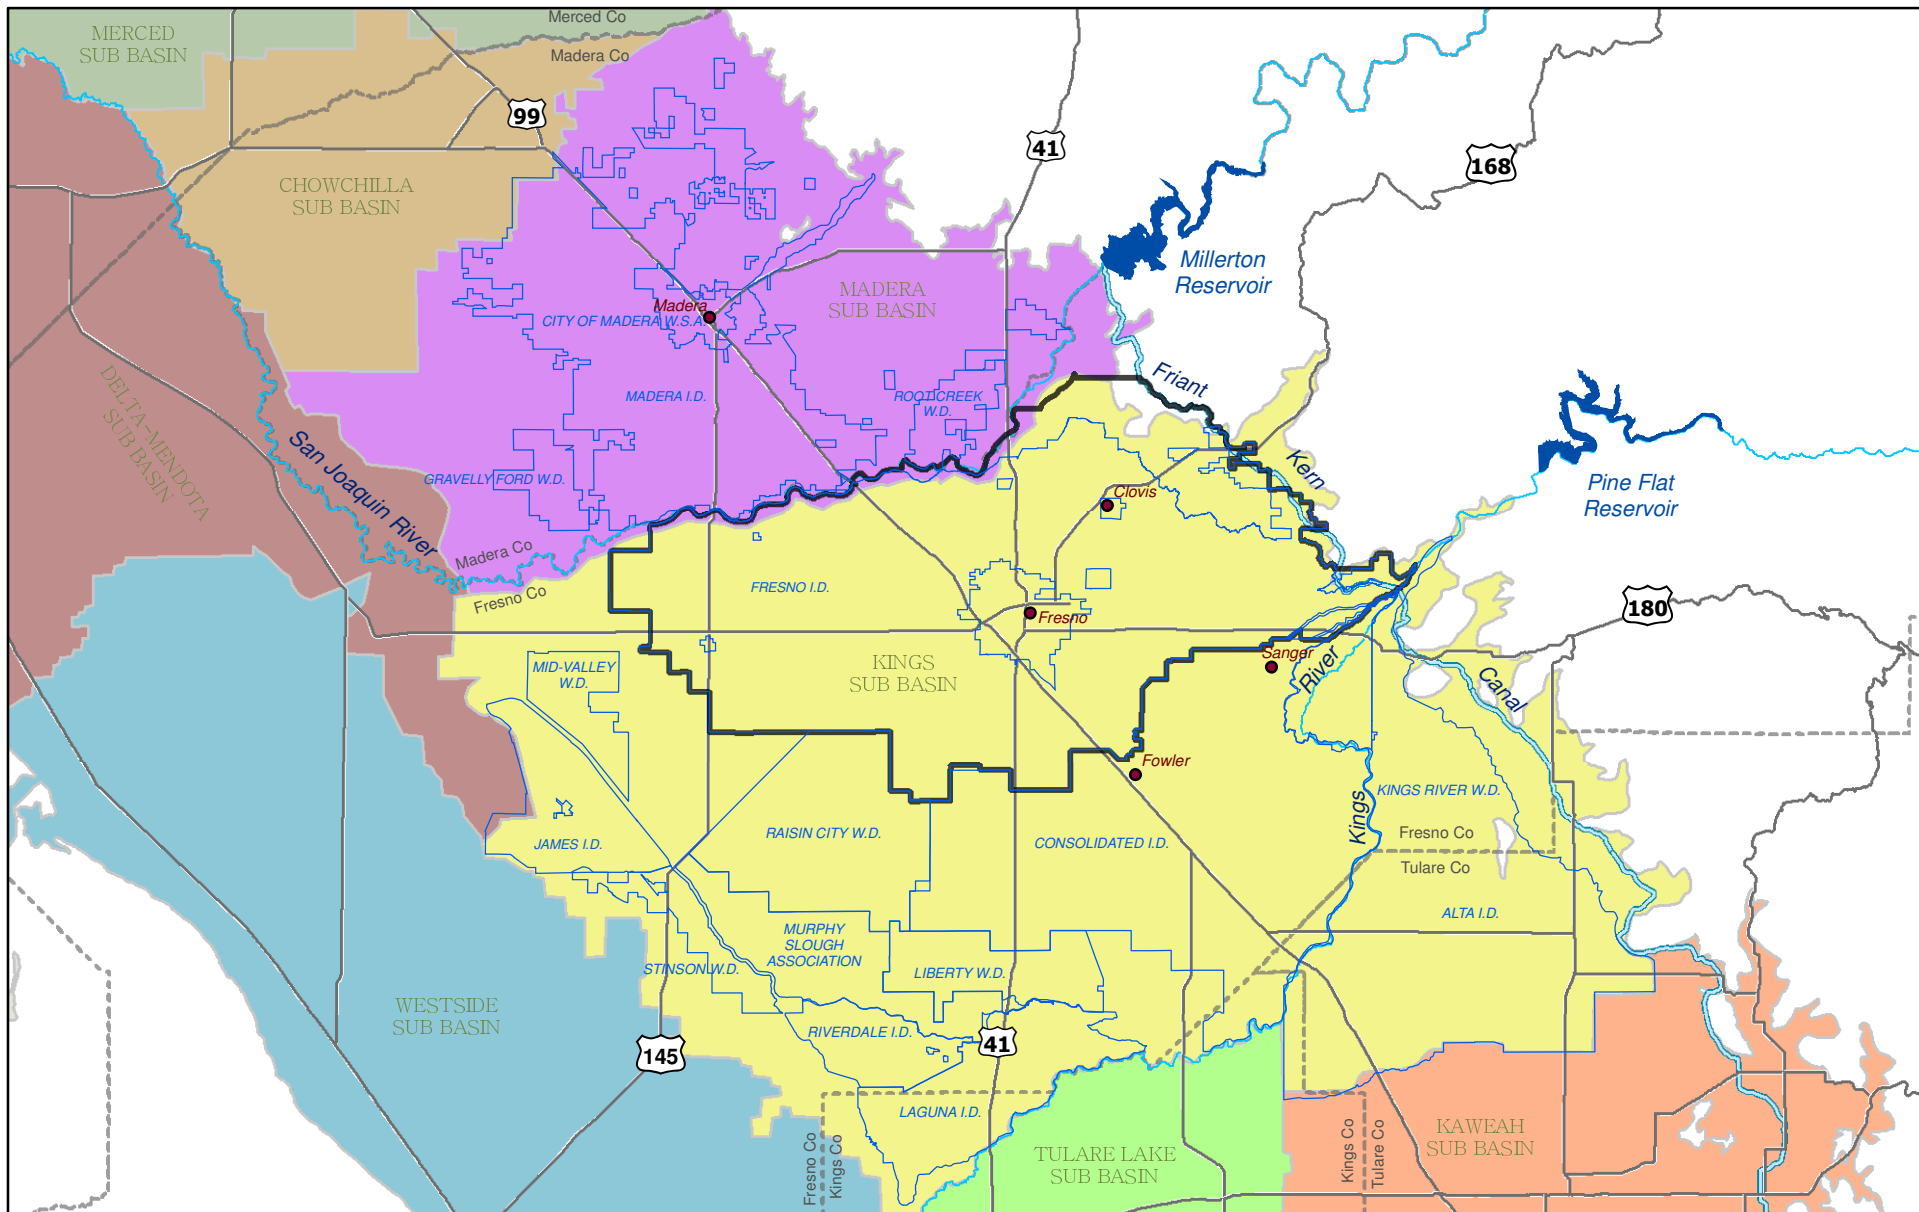 Merced Co
MERCED
SUB BASIN
Madera Co
99
41
168
CHOWCHILLA
SUB BASIN
Millerton
Reservoir
MADERA
SUB BASIN
Madera
CITY OF MADERA W.S.A.
DELTA-MENDOTA
SUB BASIN
MADERA I.D.
ROOT CREEK
W.D.
Friant
Kern
San Joaquin River
GRAVELLY FORD W.D.
Clovis
Pine Flat
Reservoir
Madera Co
Fresno Co
FRESNO I.D.
Fresno
180
MID-VALLEY
W.D.
KINGS
SUB BASIN
Sanger
River
Canal
Fowler
KINGS RIVER W.D.
Kings
JAMES I.D.
RAISIN CITY W.D.
CONSOLIDATED I.D.
Fresno Co
Tulare Co
ALTA I.D.
MURPHY
SLOUGH
ASSOCIATION
STINSON W.D.
LIBERTY W.D.
WESTSIDE
SUB BASIN
RIVERDALE I.D.
41
145
LAGUNA I.D.
Fresno Co
Kings Co
TULARE LAKE
SUB BASIN
Kings Co
Tulare Co
KAWEAH
SUB BASIN